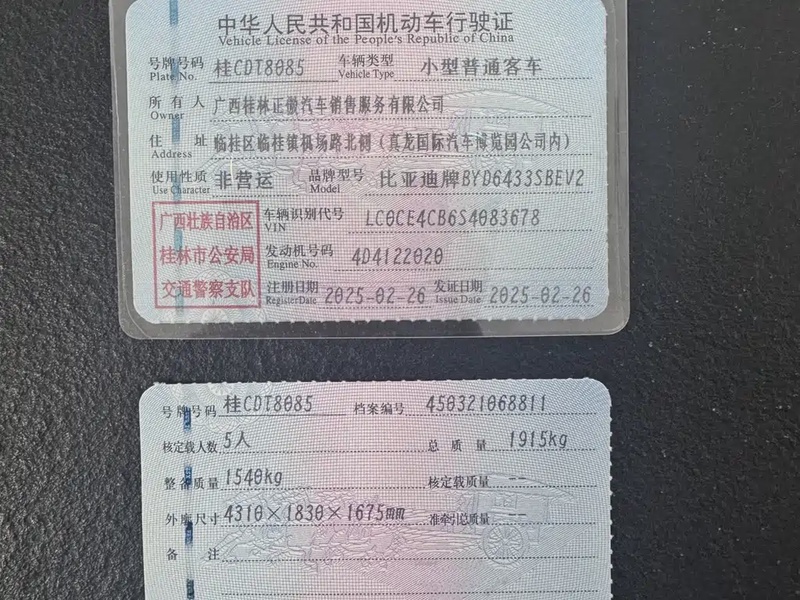 中华人民共和国机动车行驶证
Vehicle License of the People's Republic of China
号牌号码 桂CDT8085 车辆类型 小型普通客车
Plate No. Vehicle Type
所有人 广西桂林正傲汽车销售服务有限公司
Owner
住址 临桂区临桂镇机场路北侧（真龙国际汽车博览园公司内）
Address
使用性质 非营运 品牌型号 比亚迪牌BYD6433SBEV2
Use Character Model
广西壮族自治区
桂林市公安局
交通警察支队
车辆识别代号 LC0CE4CB6S4083678
VIN
发动机号码 4D4122020
Engine No.
注册日期 2025-02-26 发证日期 2025-02-26
Register Date Issue Date
号牌号码 桂CDT8085 档案编号 450321068811
核定载人数 5人 总质量 1915kg
整备质量 1540kg 核定载质量 --
外廓尺寸 4310×1830×1675mm 准牵引总质量 --
备注